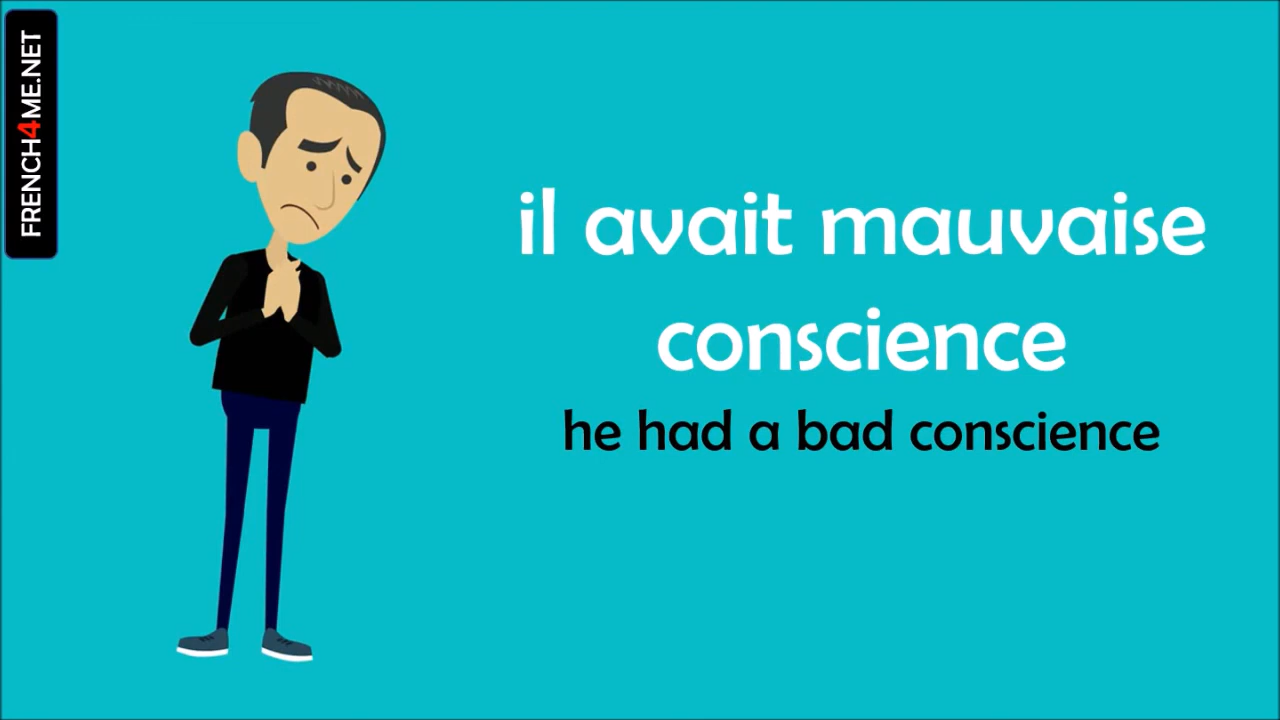 FRENCH4ME.NET
il avait mauvaise
conscience
he had a bad conscience